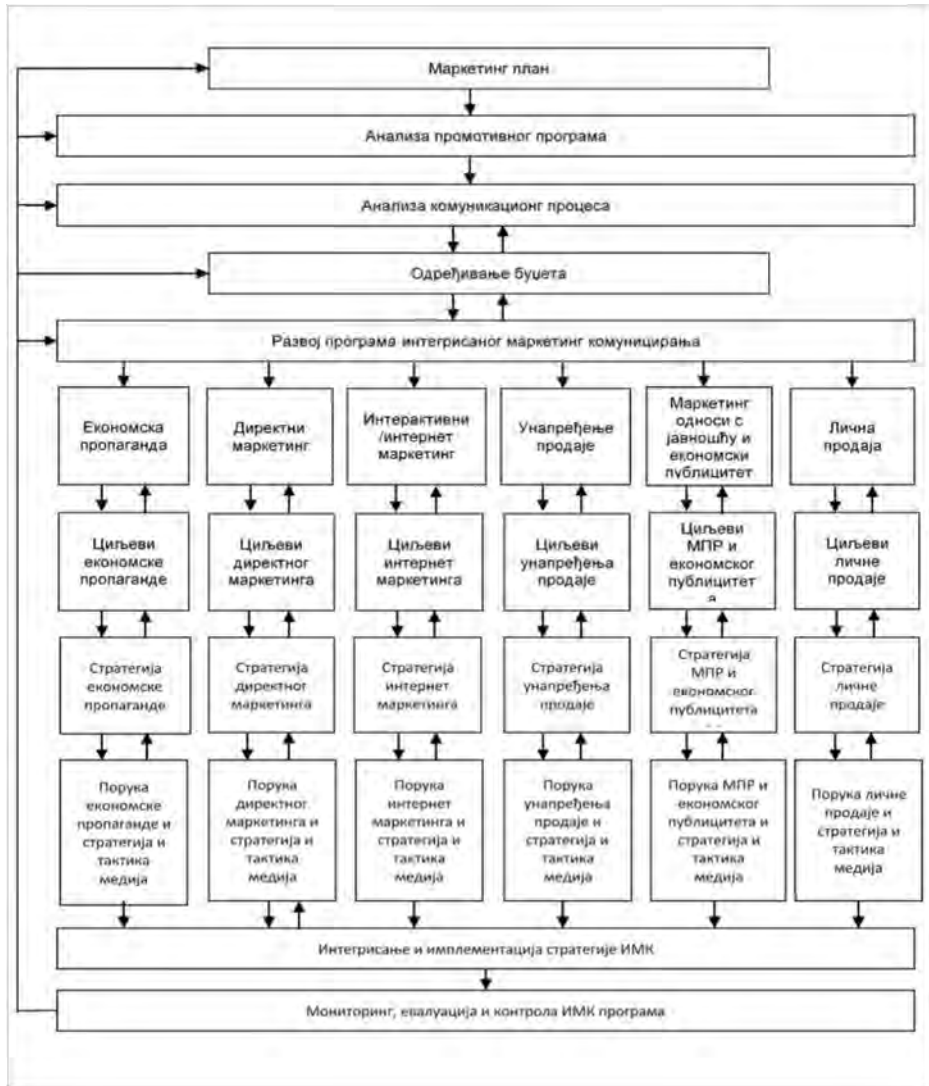 Маркетинг план
Анализа промотивног програма
Анализа комуникационг процеса
Одређивање буџета
Развој програма интегрисаног маркетинг комуницирања
Економска
пропаганда
Директни
маркетинг
Интерактивни
/интернет
маркетинг
Унапређење
продаје
Маркетинг
односи с
јавношћу и
економски
публицитет
Лична
продаја
Циљеви
економске
пропаганде
Циљеви
директног
маркетинга
Циљеви
интернет
маркетинга
Циљеви
унапређења
продаје
Циљеви
МПР и
економског
публицитет
а
Циљеви
личне
продаје
Стратегија
економске
пропаганде
Стратегија
директног
маркетинга
Стратегија
интернет
маркетинга
Стратегија
унапређења
продаје
Стратегија
МПР и
економског
публицитета
Стратегија
личне
продаје
Порука
економске
пропаганде и
стратегија и
тактика
медија
Порука
директног
маркетинга и
стратегија и
тактика
медија
Порука
интернет
маркетинга и
стратегија и
тактика
медија
Порука
унапређења
продаје и
стратегија и
тактика
медија
Порука МПР и
економског
публицитета и
стратегија и
тактика медија
Порука личне
продаје и
стратегија и
тактика
медија
Интегрисање и имплементација стратегије ИМК
Мониторинг, евалуација и контрола ИМК програма